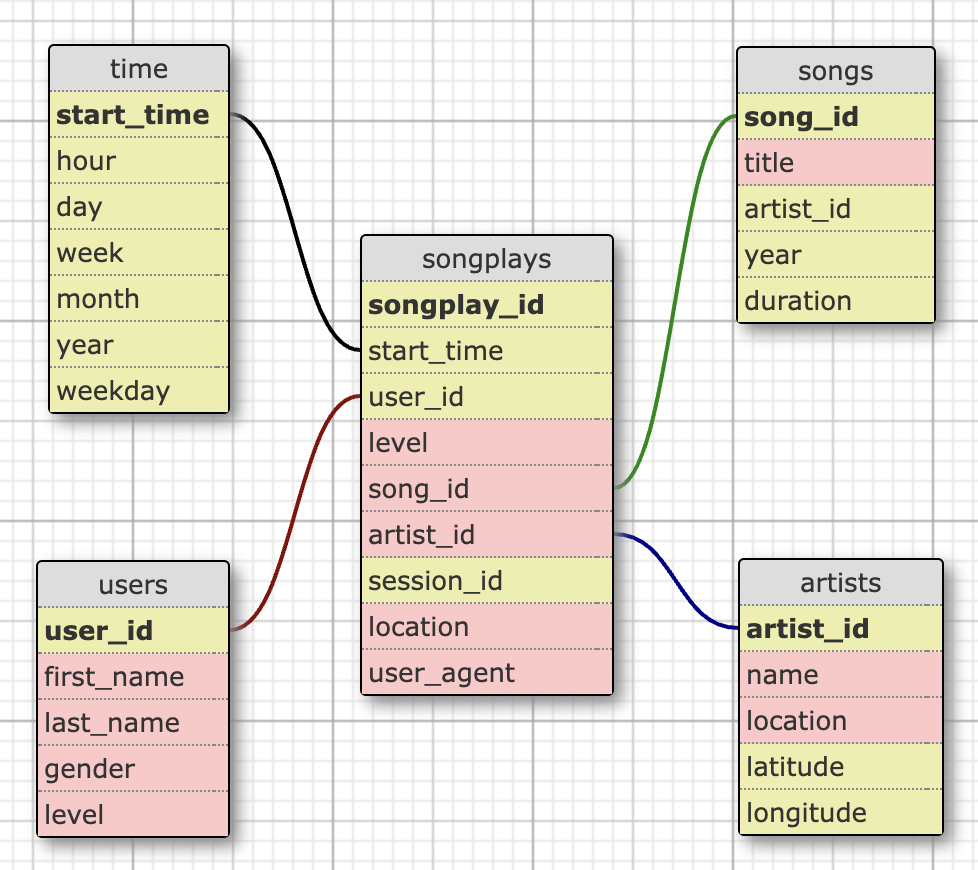 time
start_time
hour
day
week
month
year
weekday
users
user_id
first_name
last_name
gender
level
songplays
songplay_id
start_time
user_id
level
song_id
artist_id
session_id
location
user_agent
songs
song_id
title
artist_id
year
duration
artists
artist_id
name
location
latitude
longitude